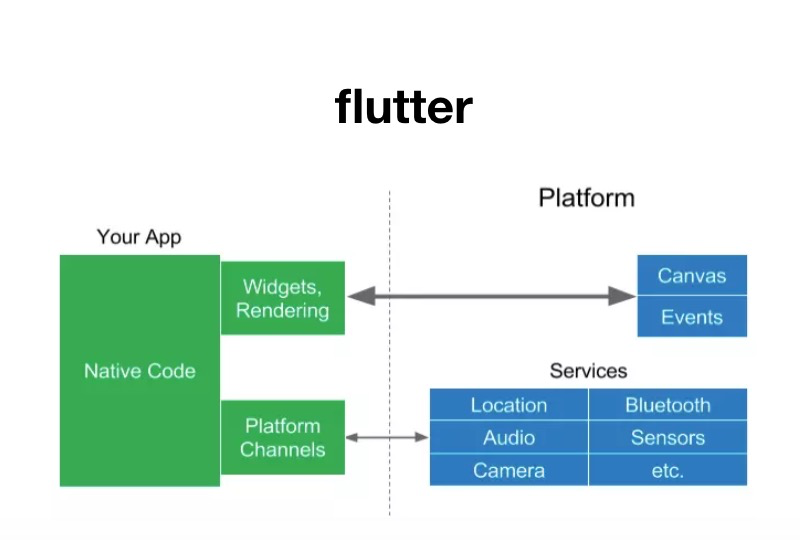 flutter
Platform
Your App
Widgets,
Rendering
Canvas
Events
Native Code
Services
Platform
Channels
Location
Bluetooth
Audio
Sensors
Camera
etc.